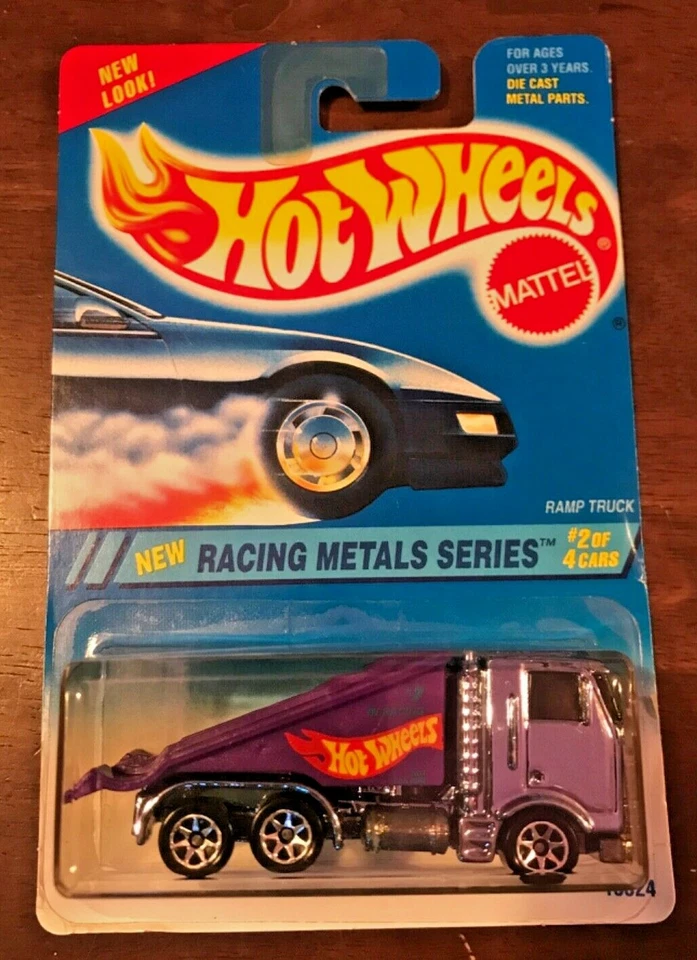 NEW
LOOK!
FOR AGES
OVER 3 YEARS.
DIE CAST
METAL PARTS.
HOT WHEELS
®
MATTEL
®
RAMP TRUCK
NEW RACING METALS SERIES™ #2 OF
4 CARS
HOT WHEELS